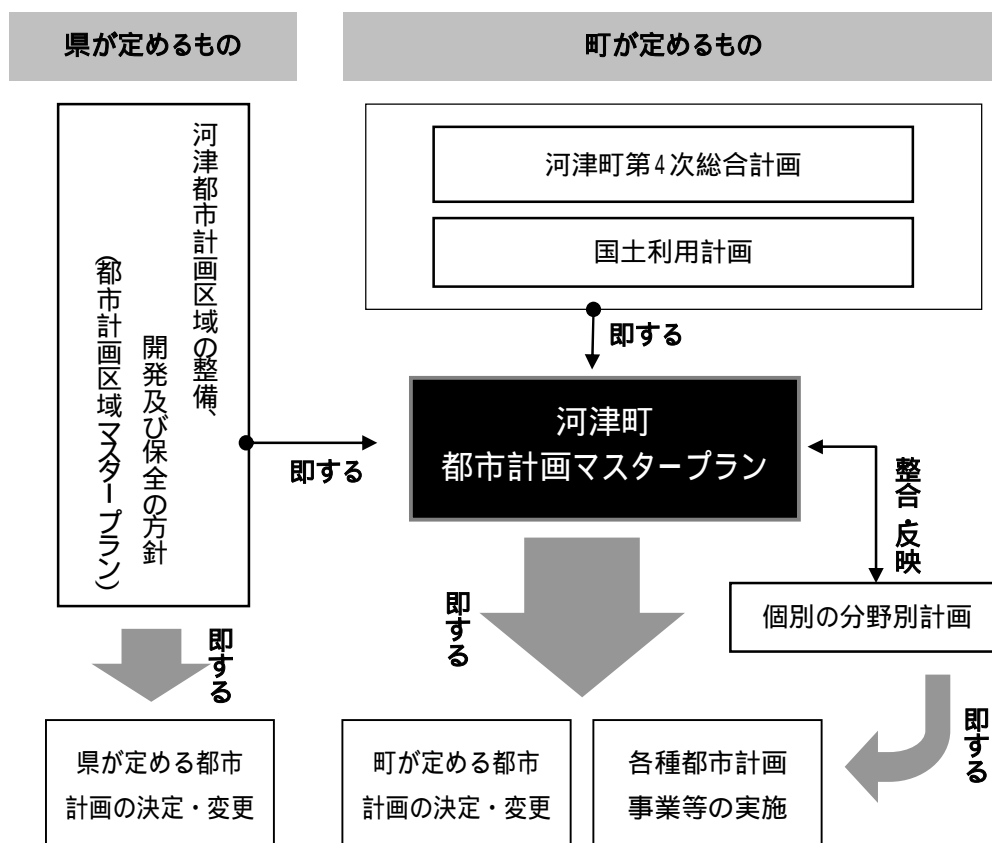 県が定めるもの
町が定めるもの
河津都市計画区域の整備、
開発及び保全の方針
(都市計画区域マスタープラン)
河津町第4次総合計画
国土利用計画
即する
河津町
都市計画マスタープラン
即する
整合・反映
個別の分野別計画
即する
即する
即する
県が定める都市
計画の決定・変更
町が定める都市
計画の決定・変更
各種都市計画
事業等の実施